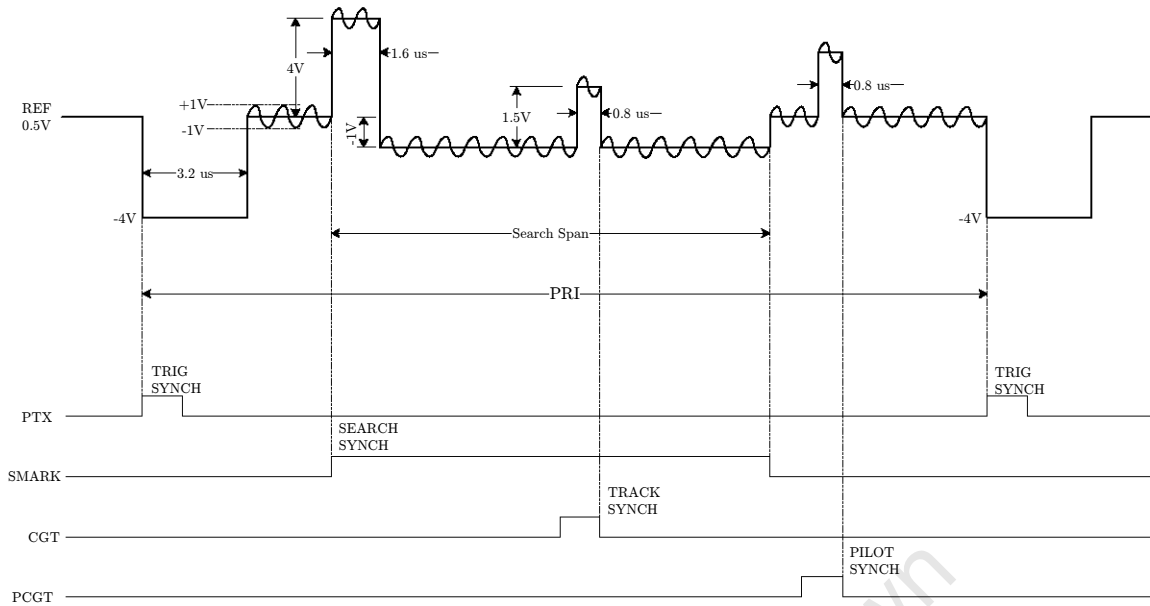 1.6 us
4V
+1V
REF
0.5V
-1V
0.8 us
1.5V
-1V
0.8 us
3.2 us
-4V
-4V
Search Span
PRI
TRIG
SYNCH
TRIG
SYNCH
PTX
SEARCH
SYNCH
SMARK
TRACK
SYNCH
CGT
PILOT
SYNCH
PCGT
wn